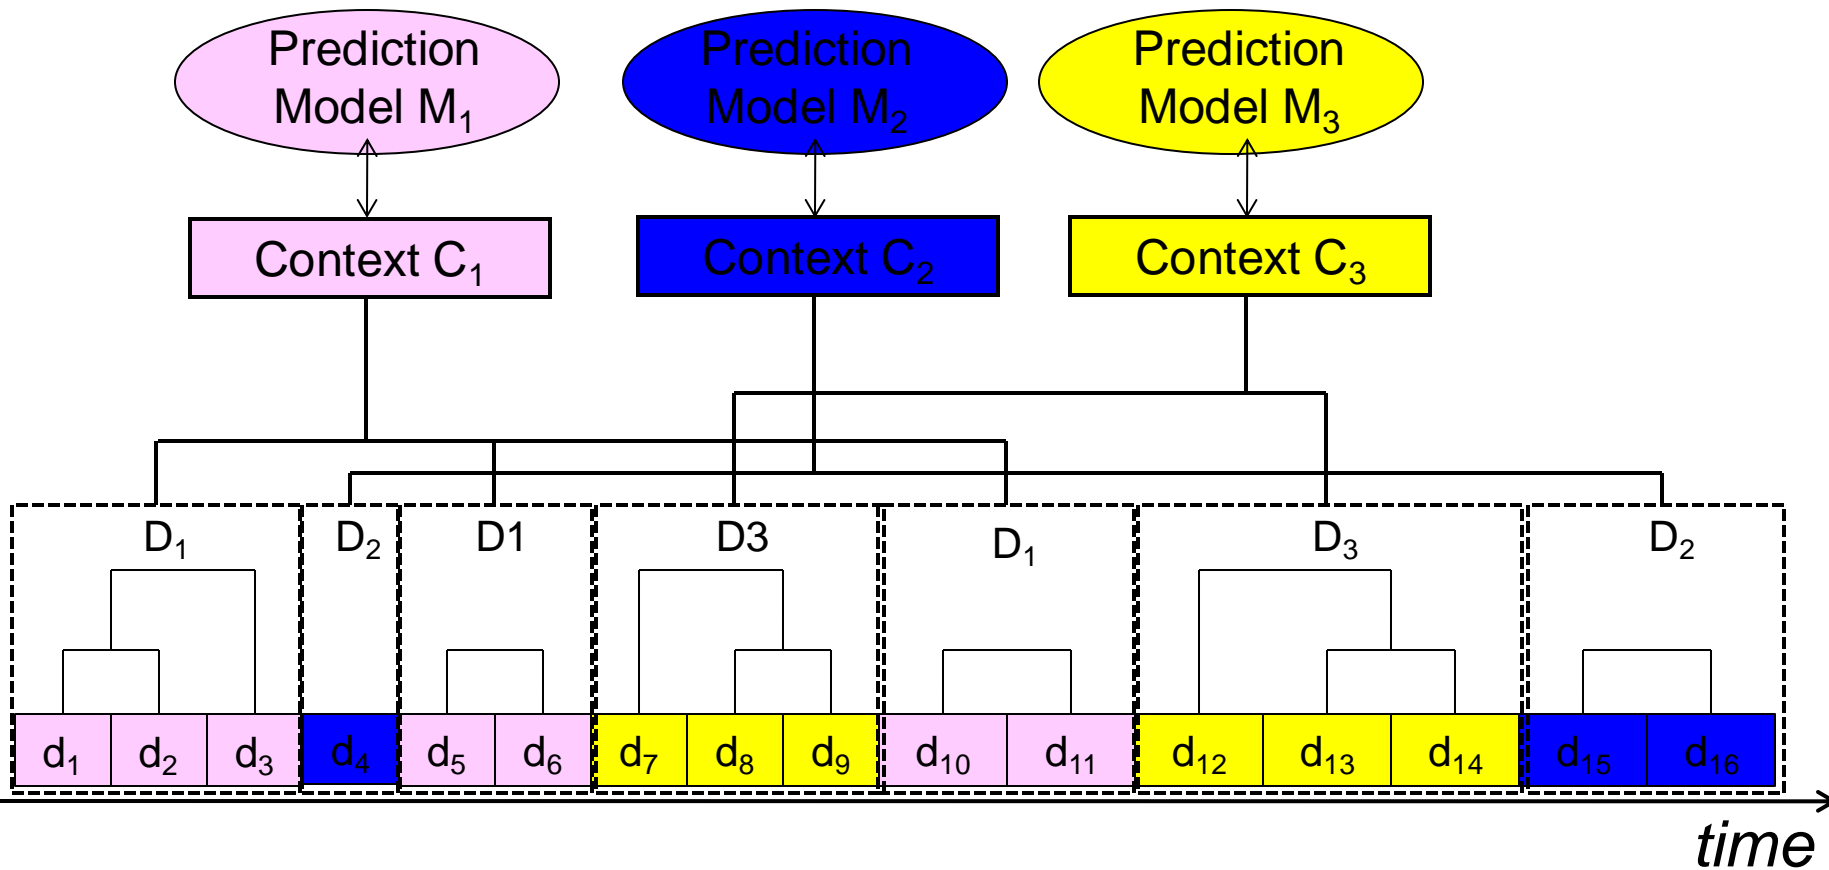 Prediction
Model M₁
Prediction
Model M₂
Prediction
Model M₃
Context C₁
Context C₂
Context C₃
D₁
D₂
D1
D3
D₁
D₃
D₂
d₁ d₂ d₃ d₄ d₅ d₆ d₇ d₈ d₉ d₁₀ d₁₁ d₁₂ d₁₃ d₁₄ d₁₅ d₁₆
time